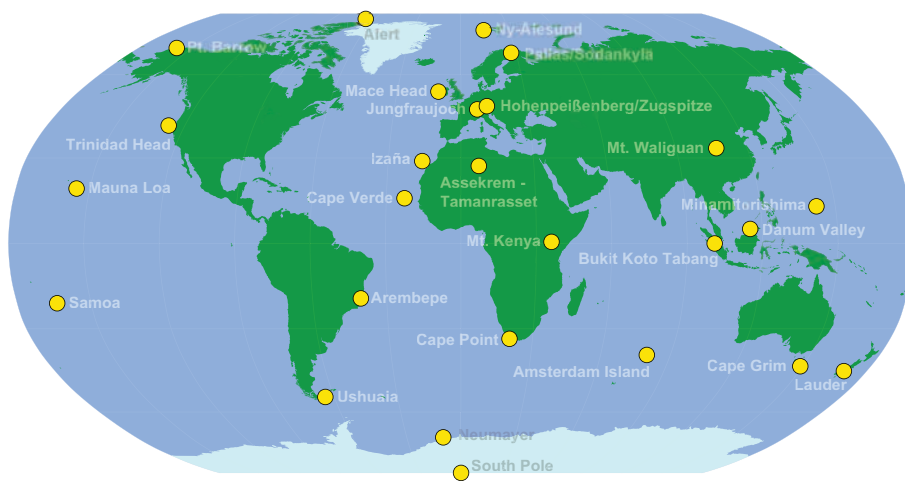 Alert
Ny-Alesund
Pt. Barrow
Pallas/Sodankylä
Mace Head
Jungfraujoch
Hohenpeißenberg/Zugspitze
Trinidad Head
Mt. Waliguan
Izaña
Assekrem -
Tamanrasset
Mauna Loa
Cape Verde
Minamitorishima
Danum Valley
Mt. Kenya
Bukit Koto Tabang
Samoa
Arembepe
Cape Point
Amsterdam Island
Cape Grim
Lauder
Ushuaia
Neumayer
South Pole